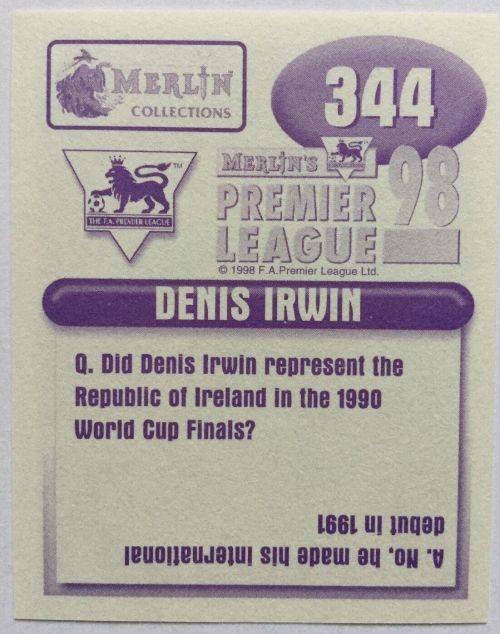 MERLIN
COLLECTIONS
344
THE F.A. PREMIER LEAGUE
TM
MERLIN'S
PREMIER 98
LEAGUE
© 1998 F.A.Premier League Ltd.
DENIS IRWIN
Q. Did Denis Irwin represent the
Republic of Ireland in the 1990
World Cup Finals?
A. No, he made his international
debut in 1991